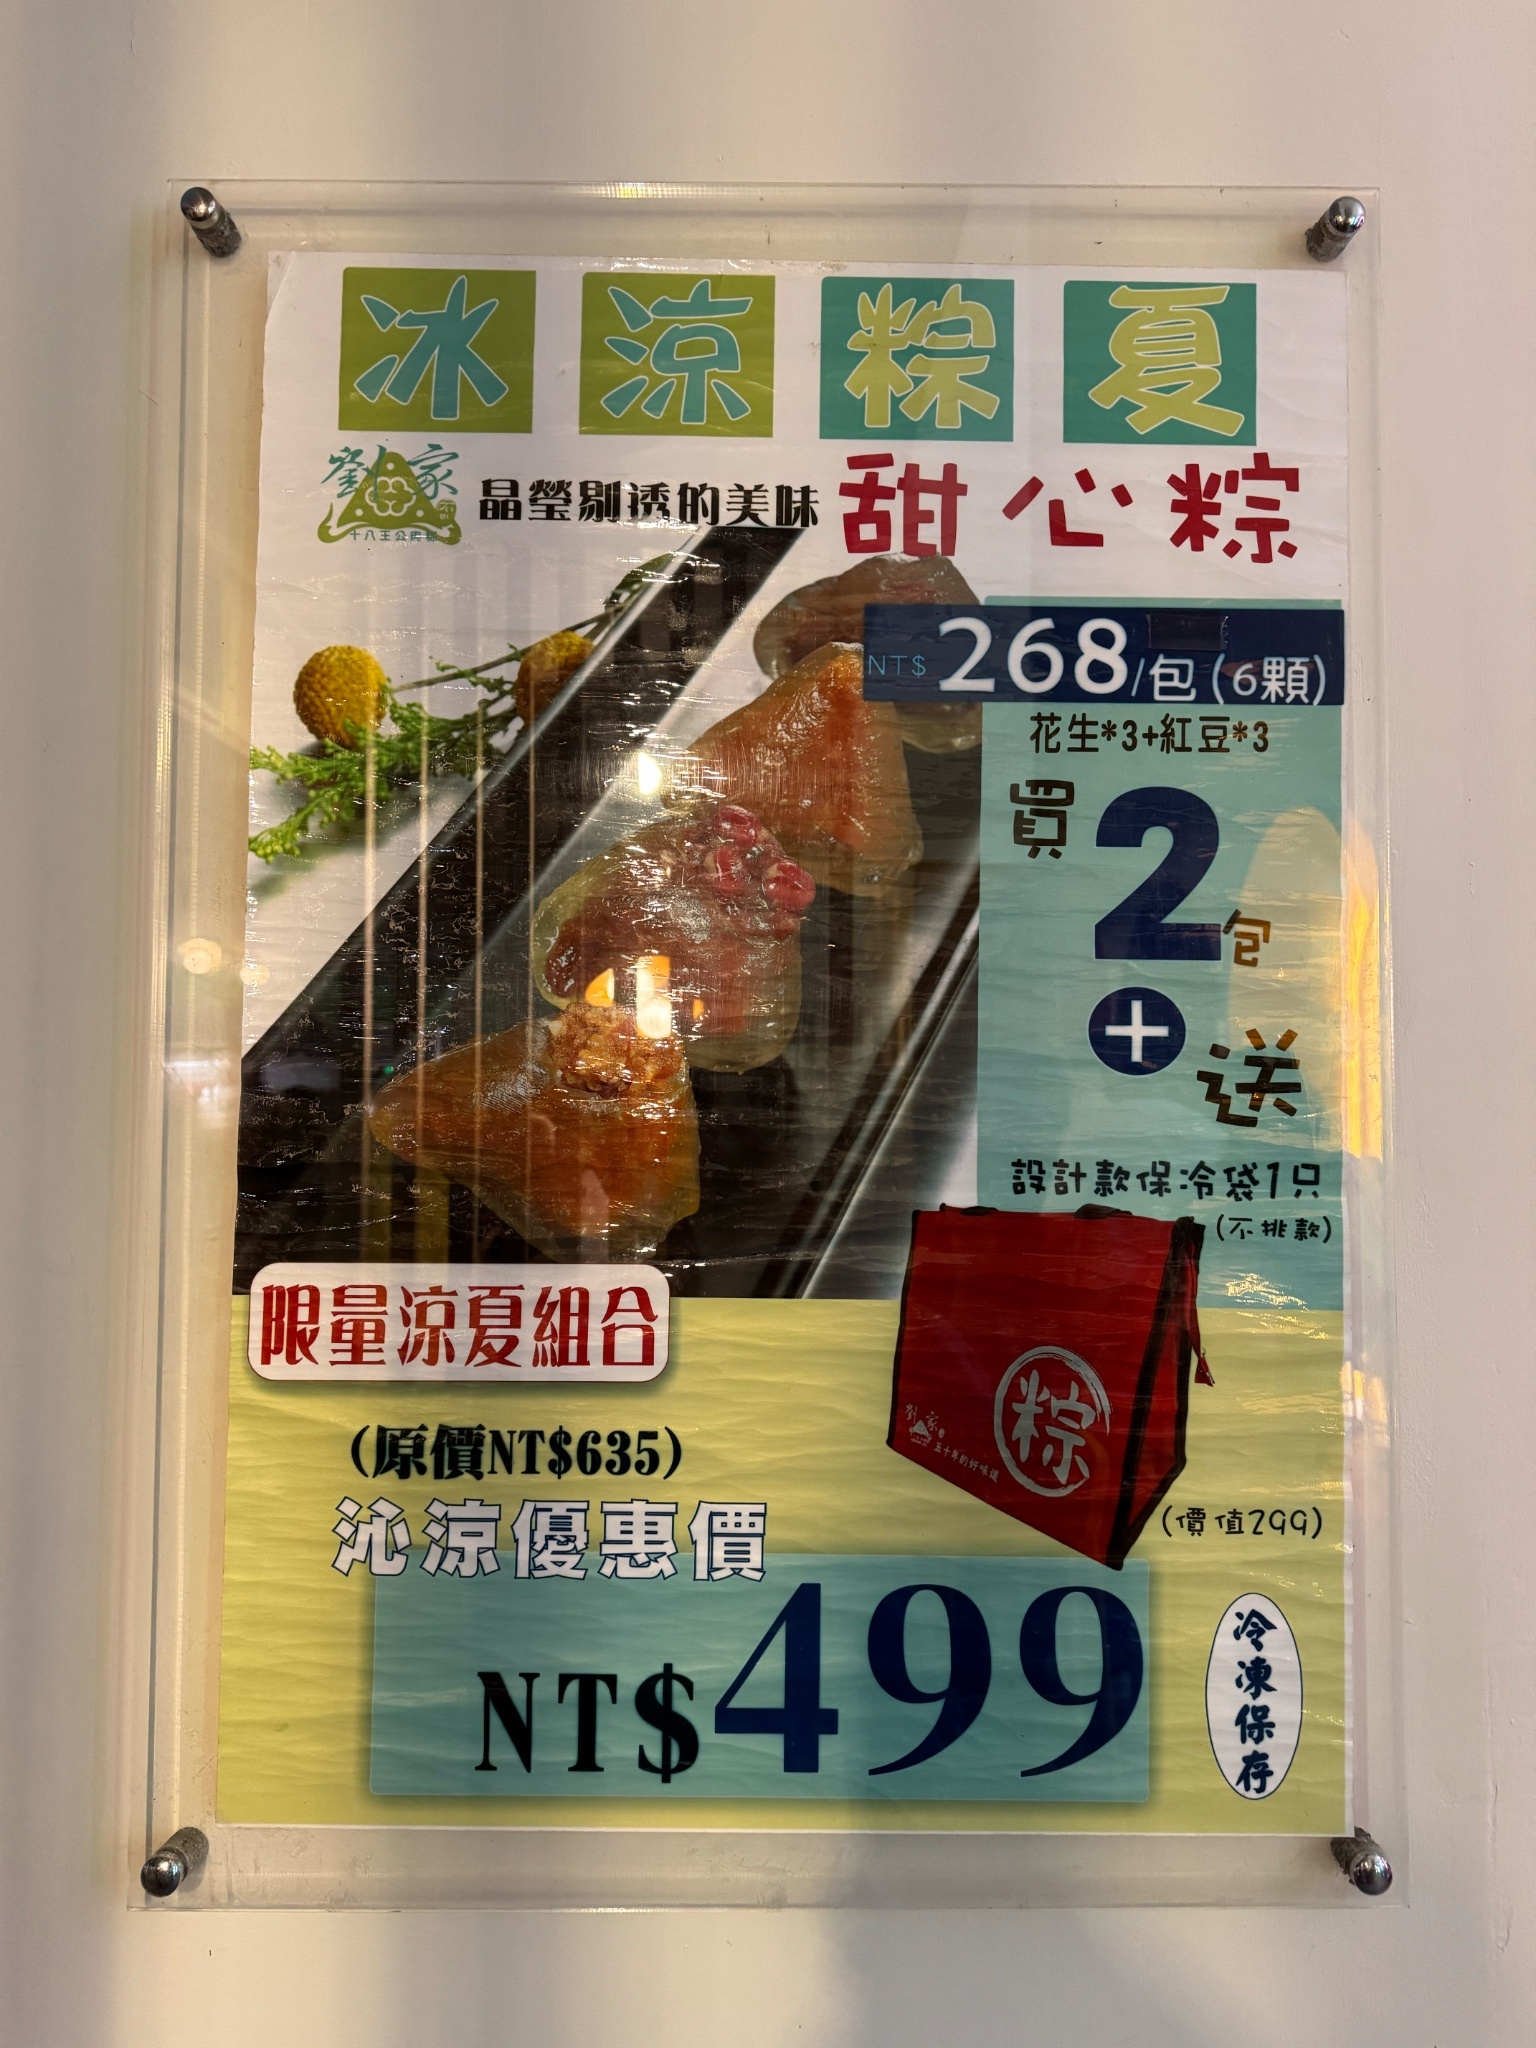 冰涼粽夏
劉家
十八王公肉粽
晶瑩剔透的美味 甜心粽
NT$ 268/包(6顆)
花生*3+紅豆*3
買2包
+
送
設計款保冷袋1只
(不挑款)
粽
劉家
五十年的好味道
(價值299)
限量涼夏組合
(原價NT$635)
沁涼優惠價
NT$499
冷凍保存